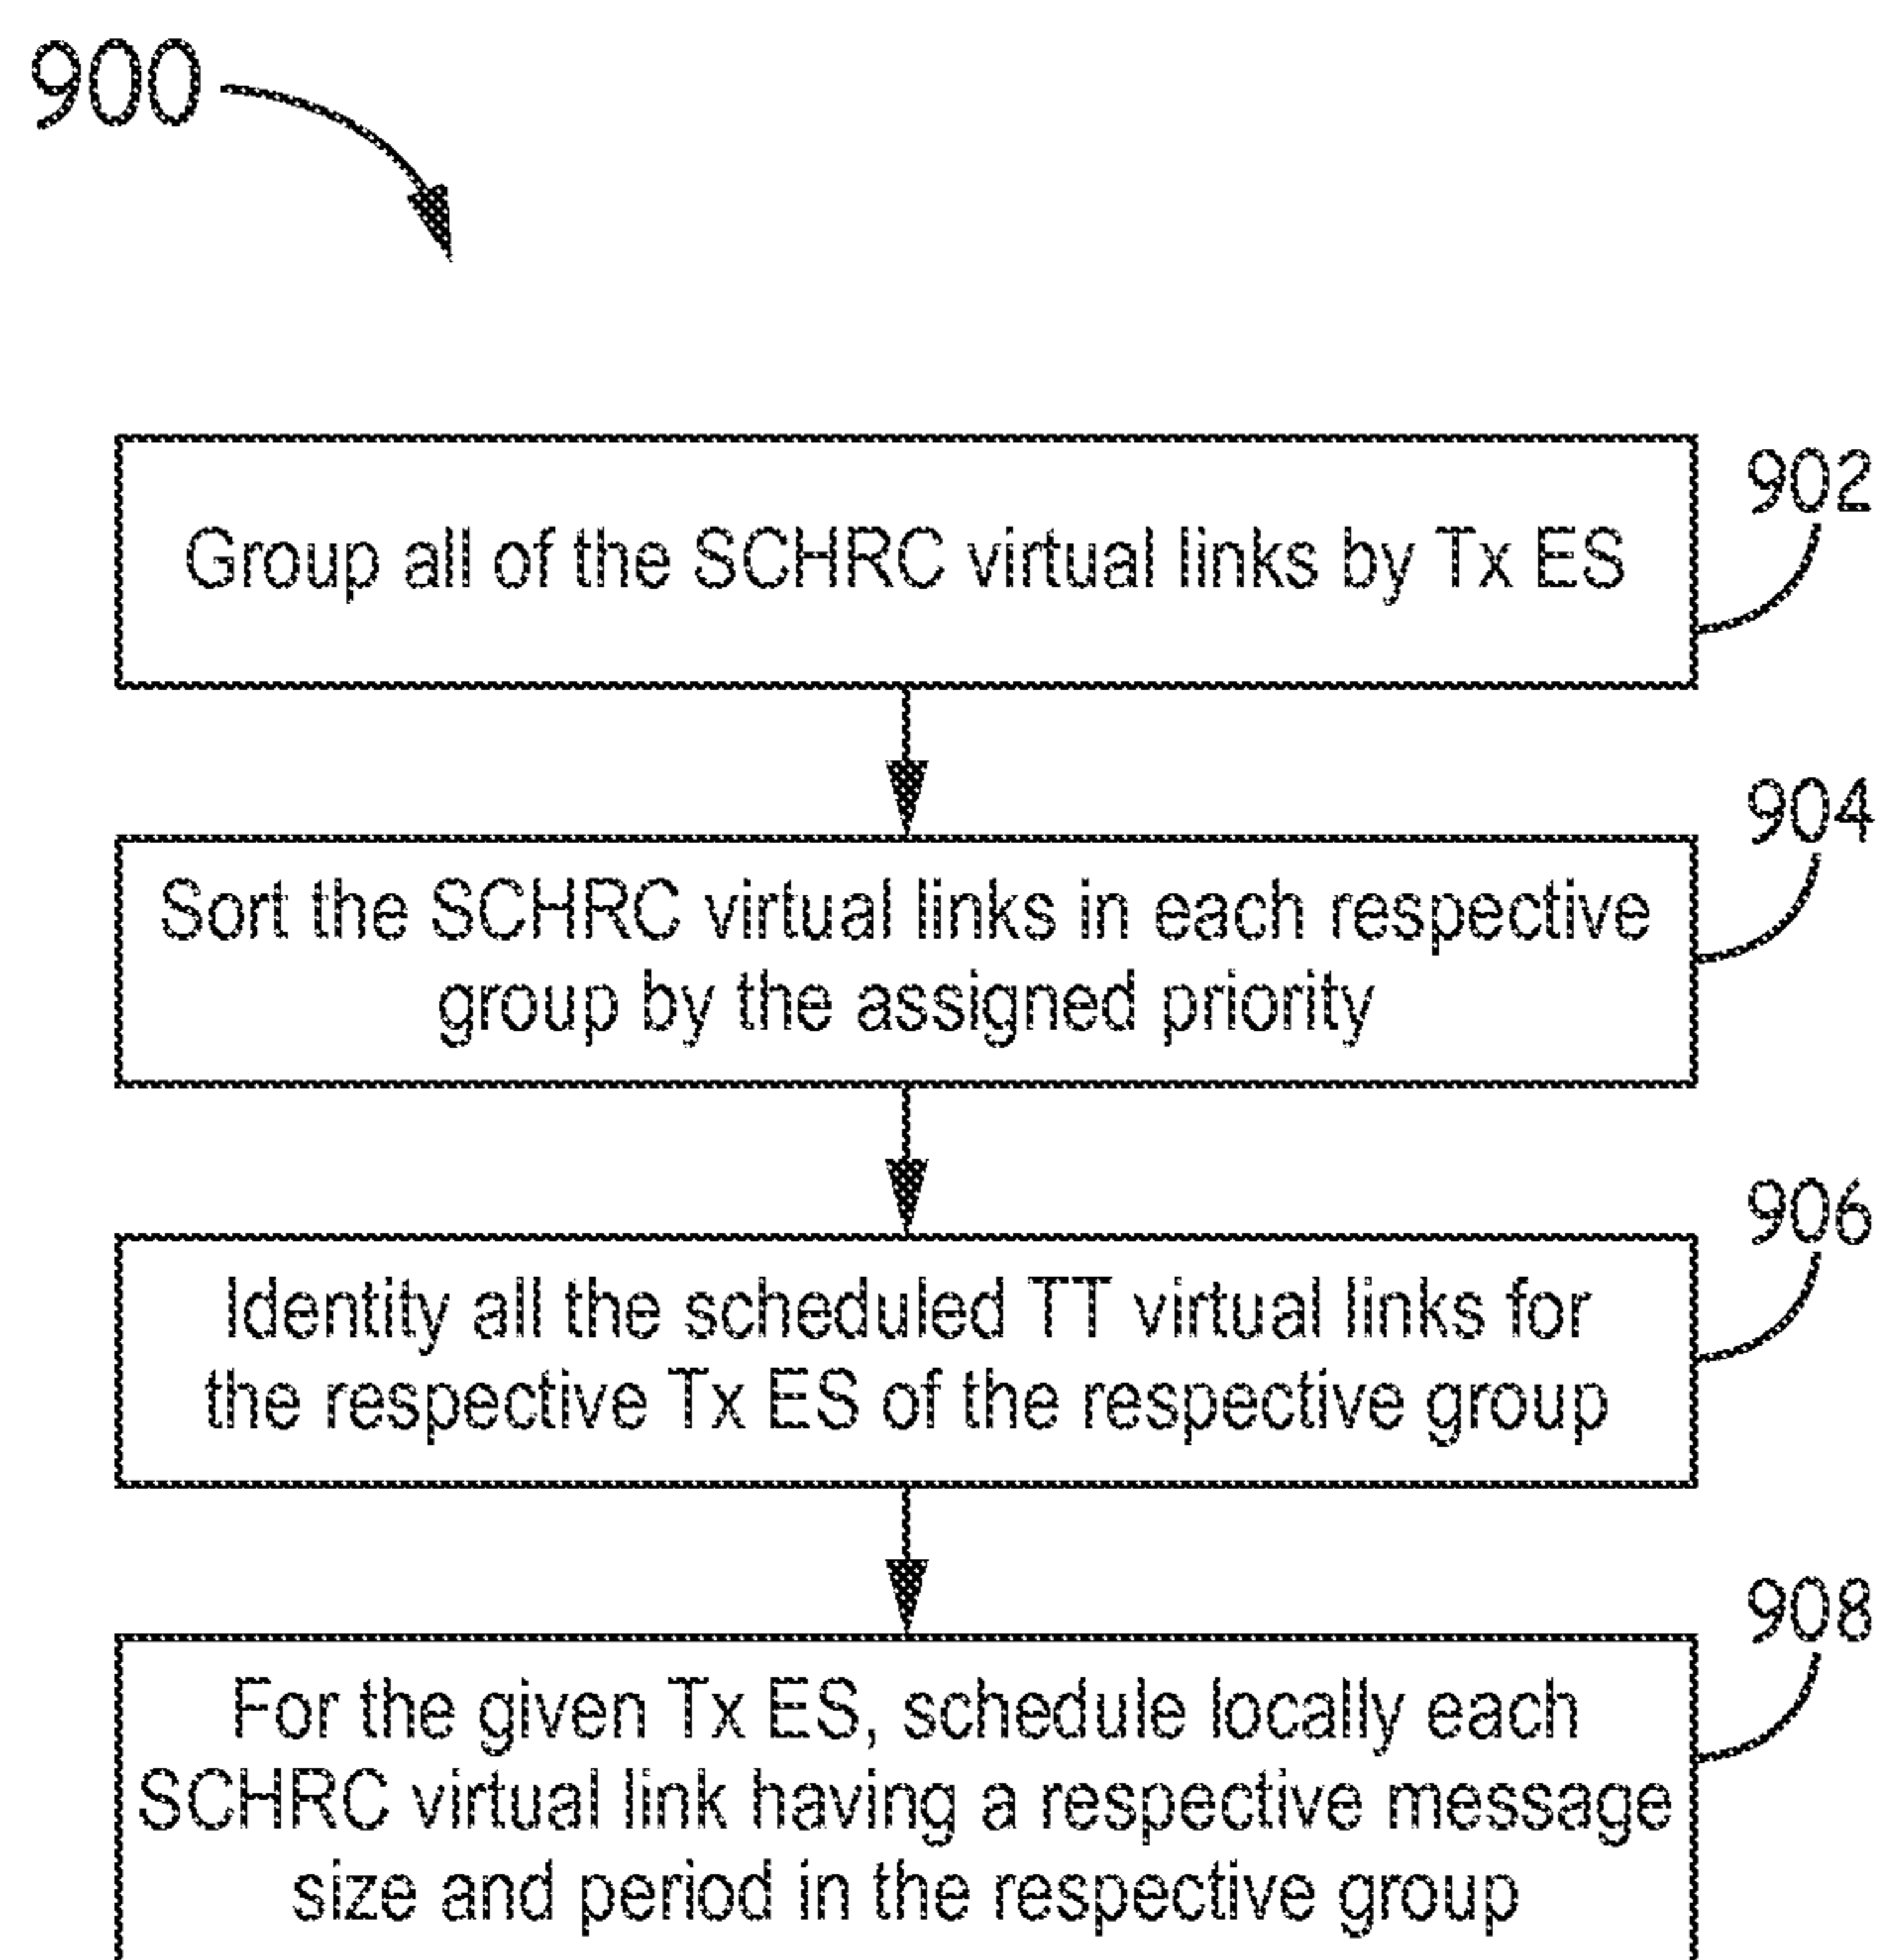 900
Group all of the SCHRC virtual links by Tx ES
902
Sort the SCHRC virtual links in each respective
group by the assigned priority
904
Identity all the scheduled TT virtual links for
the respective Tx ES of the respective group
906
For the given Tx ES, schedule locally each
SCHRC virtual link having a respective message
size and period in the respective group
908